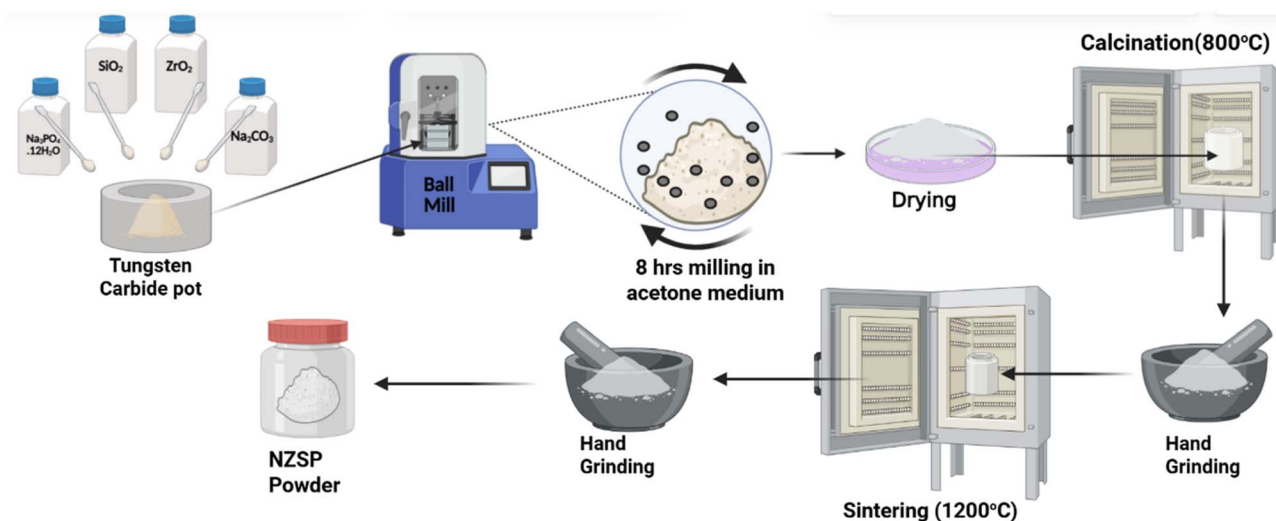 SiO₂
ZrO₂
Na₃PO₄
.12H₂O
Na₂CO₃
Tungsten
Carbide pot
Ball
Mill
8 hrs milling in
acetone medium
Drying
Calcination(800°C)
Hand
Grinding
Sintering (1200°C)
Hand
Grinding
NZSP
Powder